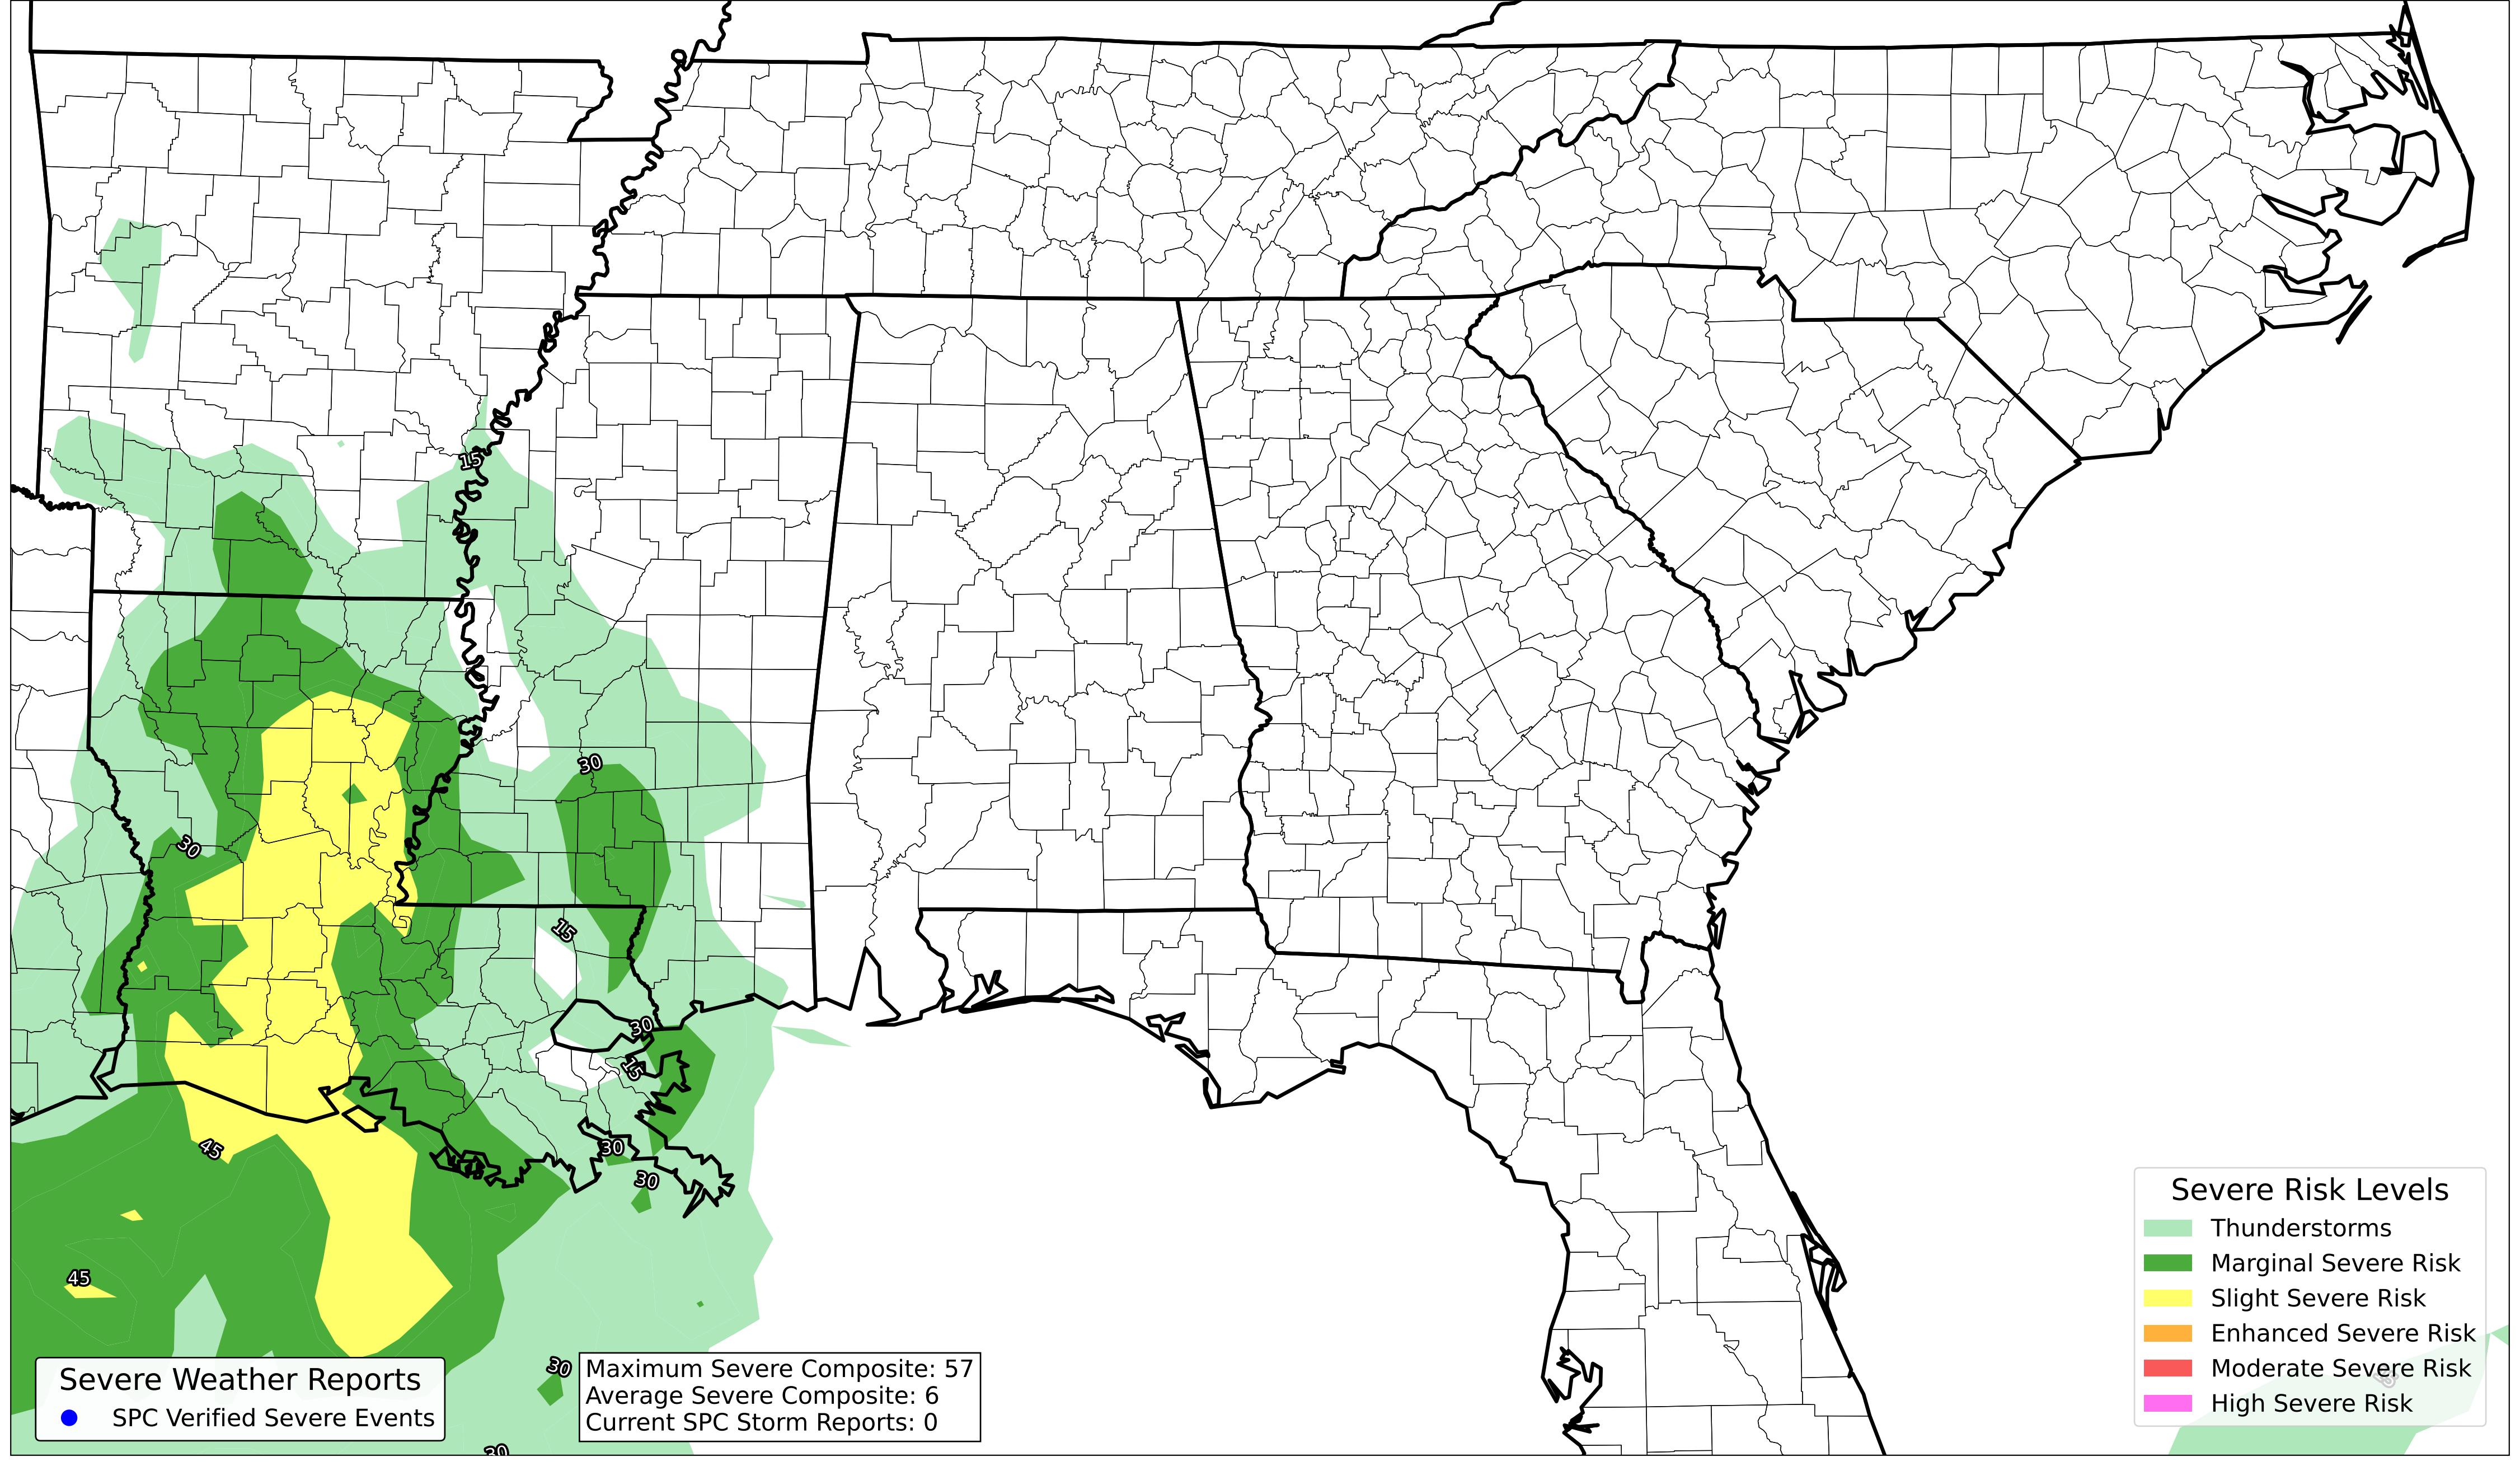 15
30
30
15
30
15
45
30
30
45
30
30
Severe Weather Reports
SPC Verified Severe Events
Maximum Severe Composite: 57
Average Severe Composite: 6
Current SPC Storm Reports: 0
Severe Risk Levels
Thunderstorms
Marginal Severe Risk
Slight Severe Risk
Enhanced Severe Risk
Moderate Severe Risk
High Severe Risk